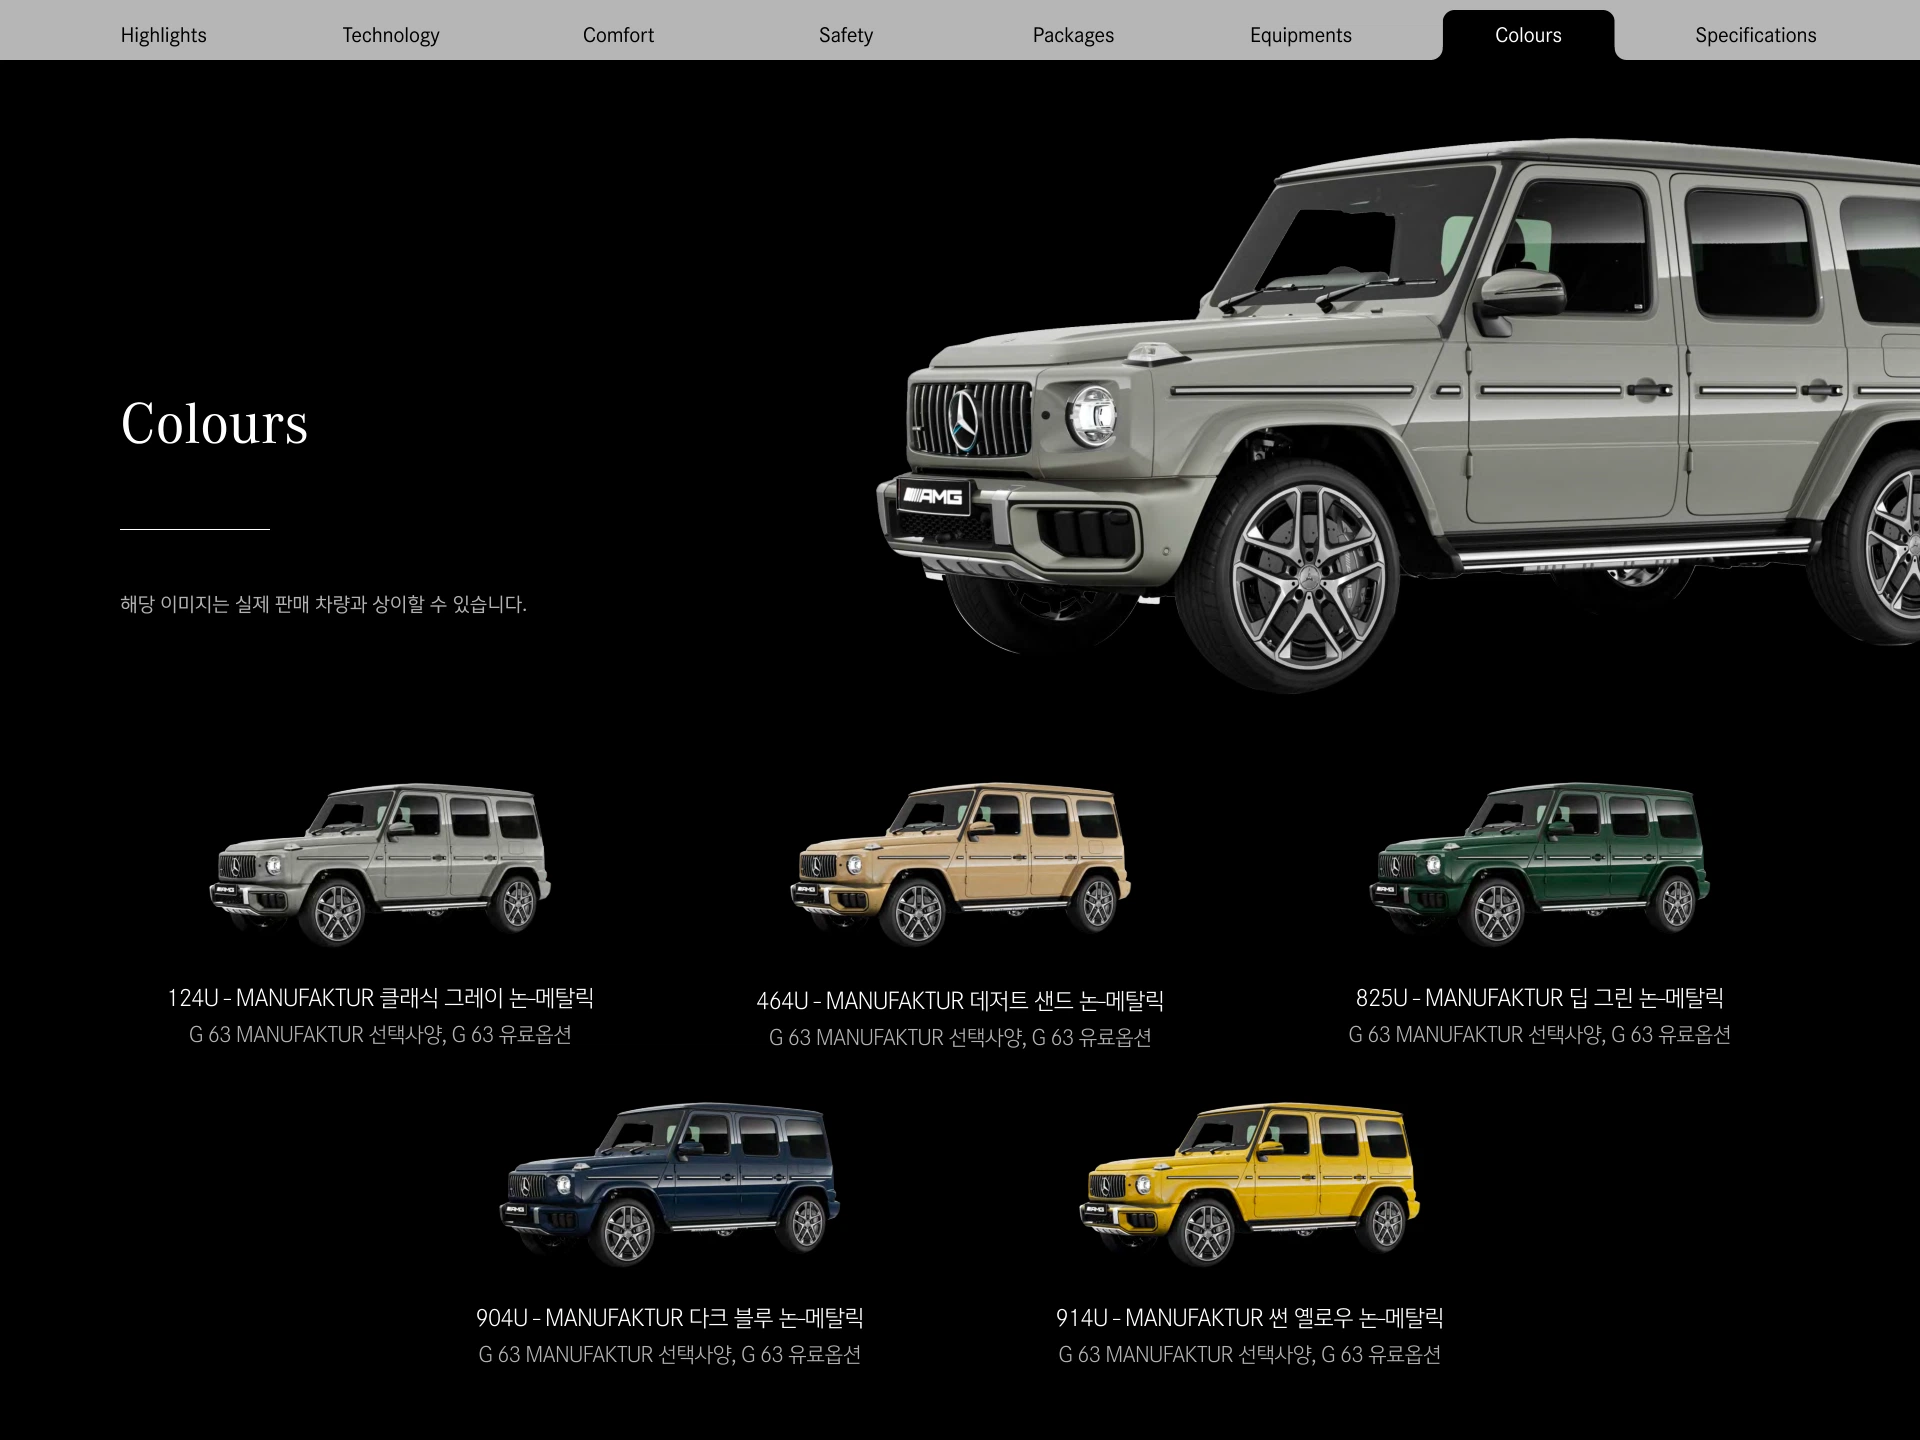 Highlights
Technology
Comfort
Safety
Packages
Equipments
Colours
Specifications
AMG
Colours
해당 이미지는 실제 판매 차량과 상이할 수 있습니다.
AMG
AMG
AMG
124U - MANUFAKTUR 클래식 그레이 논-메탈릭
G 63 MANUFAKTUR 선택사양, G 63 유료옵션
464U - MANUFAKTUR 데저트 샌드 논-메탈릭
G 63 MANUFAKTUR 선택사양, G 63 유료옵션
825U - MANUFAKTUR 딥 그린 논-메탈릭
G 63 MANUFAKTUR 선택사양, G 63 유료옵션
AMG
AMG
904U - MANUFAKTUR 다크 블루 논-메탈릭
G 63 MANUFAKTUR 선택사양, G 63 유료옵션
914U - MANUFAKTUR 썬 옐로우 논-메탈릭
G 63 MANUFAKTUR 선택사양, G 63 유료옵션